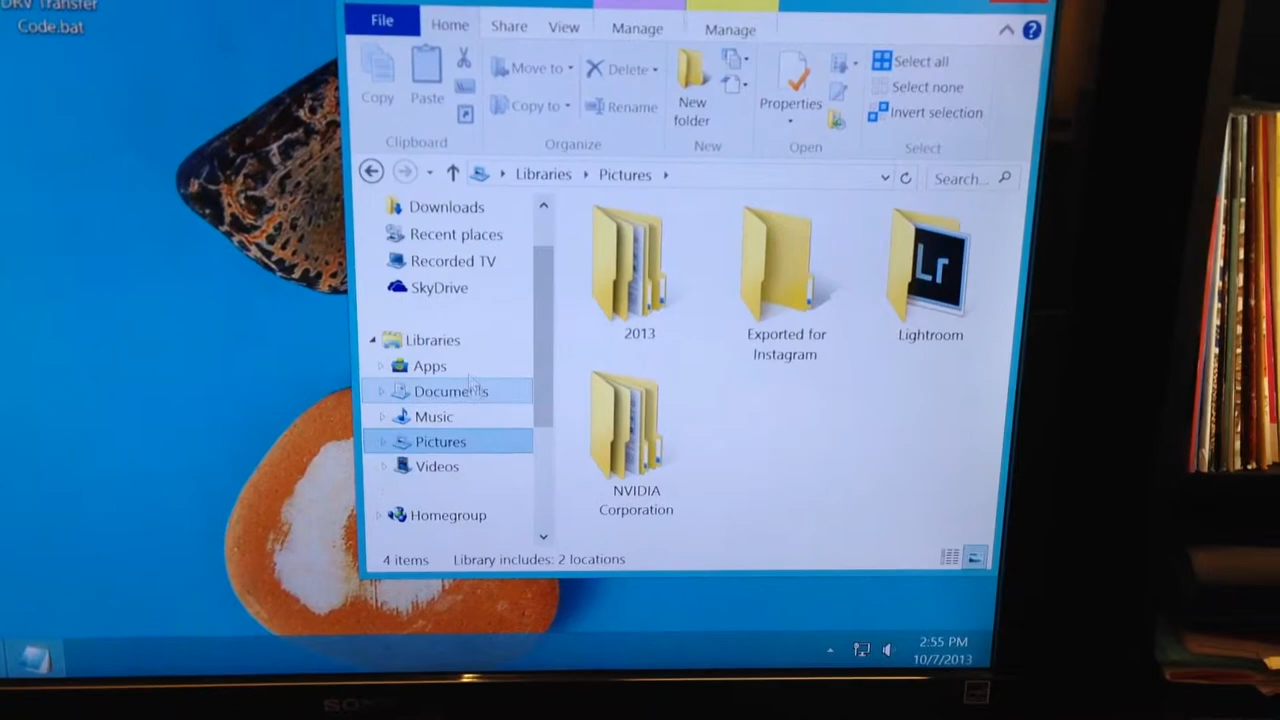 DRV Transfer
Code.bat
File Home Share View Manage Manage
Copy
Paste
Move to
Copy to
Delete
Rename
New
folder
Properties
Select all
Select none
Invert selection
Clipboard
Organize
New
Open
Select
Libraries
Pictures
Search...
Downloads
Recent places
Recorded TV
SkyDrive
Libraries
Apps
Documents
Music
Pictures
Videos
Homegroup
2013
Exported for
Instagram
Lr
Lightroom
NVIDIA
Corporation
4 items
Library includes: 2 locations
2:55 PM
10/7/2013
SONY